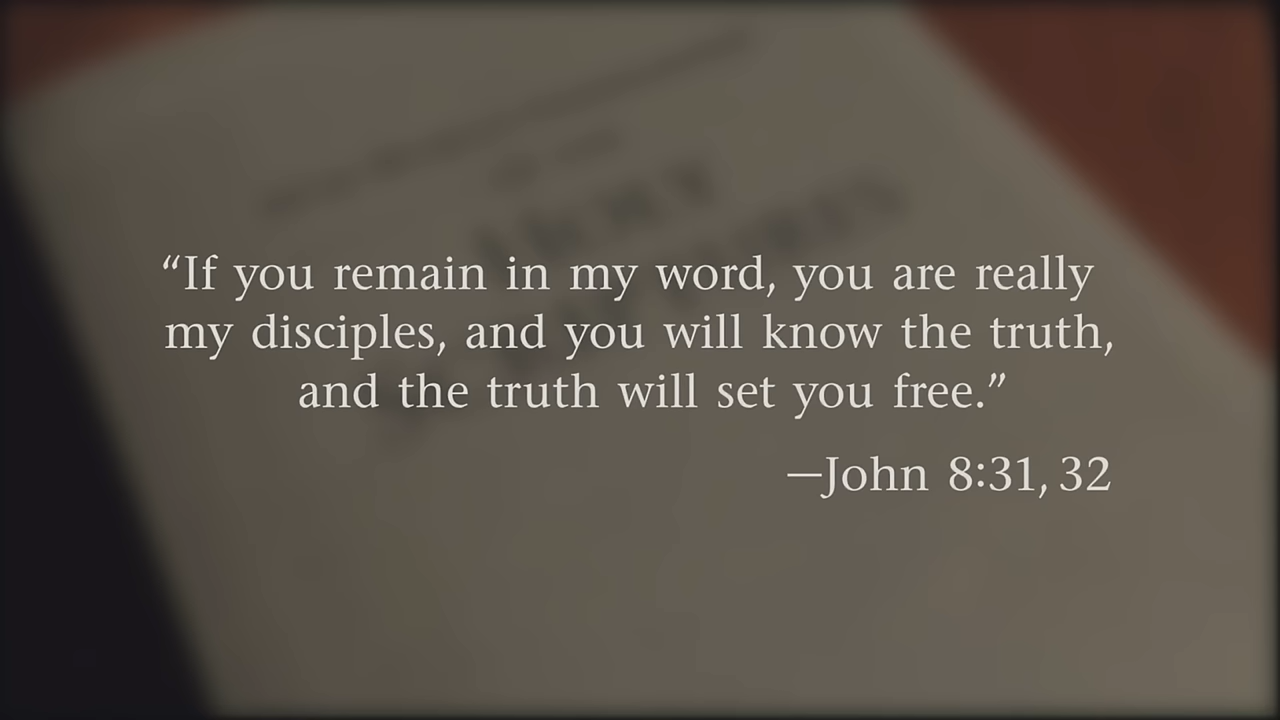 “If you remain in my word, you are really
my disciples, and you will know the truth,
and the truth will set you free.”
—John 8:31, 32